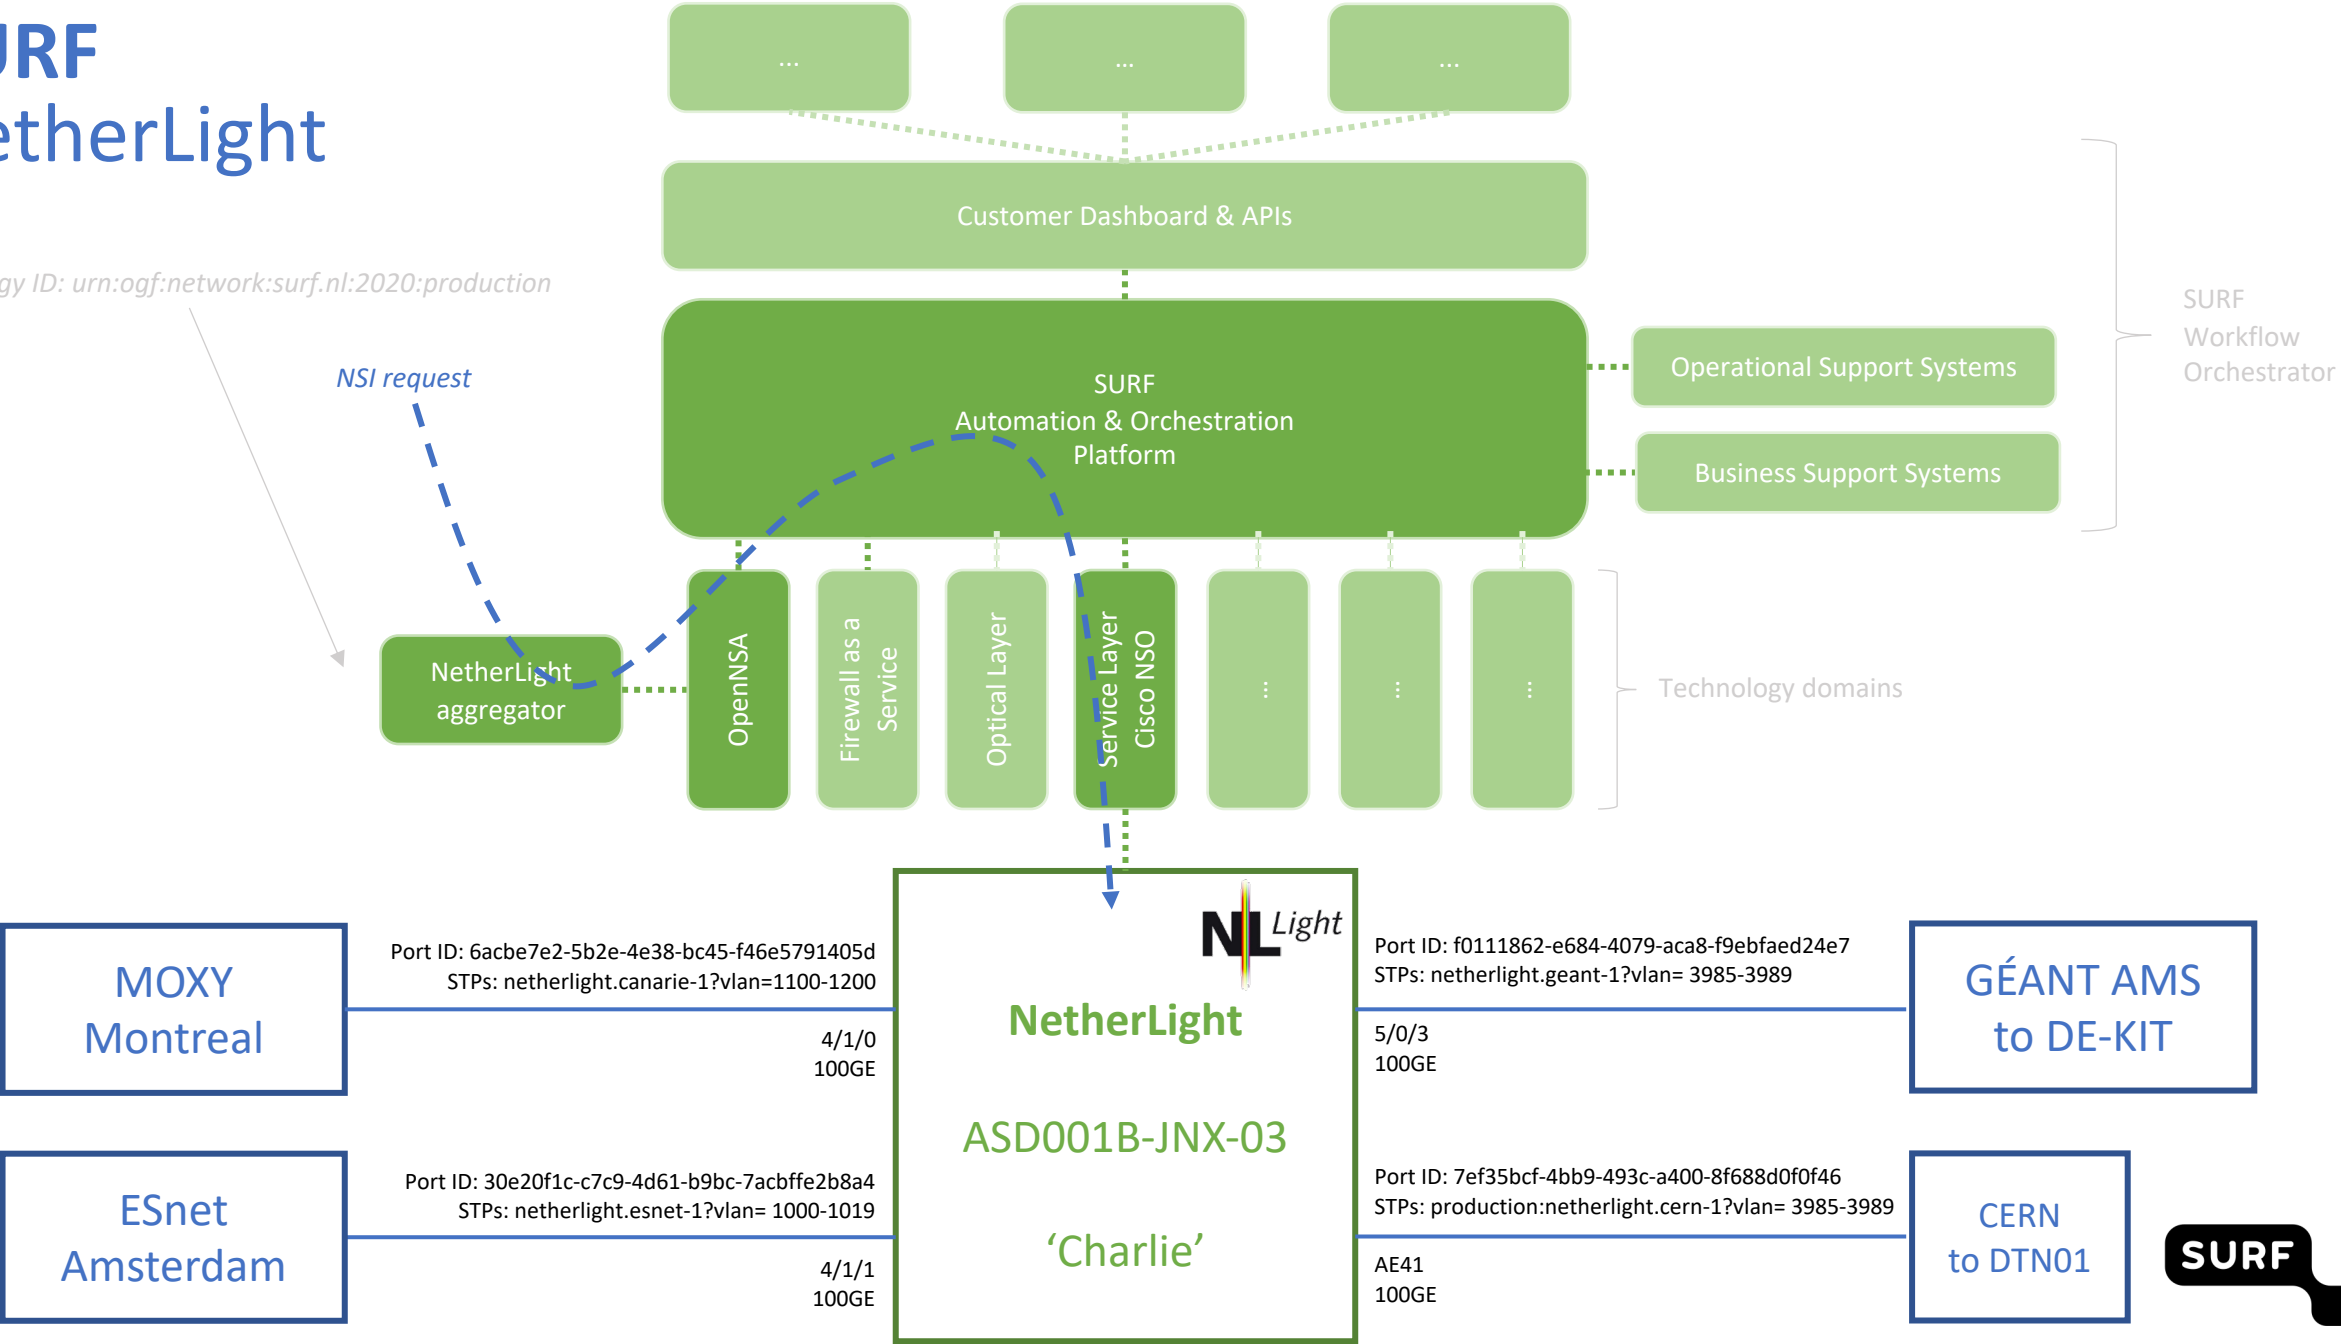 URF
etherLight
...
...
...
Customer Dashboard & APIs
gy ID: urn:ogf:network:surf.nl:2020:production
NSI request
SURF
Automation & Orchestration
Platform
Operational Support Systems
Business Support Systems
SURF
Workflow
Orchestrator
NetherLight
aggregator
OpenNSA
Firewall as a
Service
Optical Layer
Service Layer
Cisco NSO
...
...
...
Technology domains
MOXY
Montreal
Port ID: 6acbe7e2-5b2e-4e38-bc45-f46e5791405d
STPs: netherlight.canarie-1?vlan=1100-1200
4/1/0
100GE
ESnet
Amsterdam
Port ID: 30e20f1c-c7c9-4d61-b9bc-7acbffe2b8a4
STPs: netherlight.esnet-1?vlan= 1000-1019
4/1/1
100GE
NL Light
NetherLight
ASD001B-JNX-03
‘Charlie’
Port ID: f0111862-e684-4079-aca8-f9ebfaed24e7
STPs: netherlight.geant-1?vlan= 3985-3989
5/0/3
100GE
GÉANT AMS
to DE-KIT
Port ID: 7ef35bcf-4bb9-493c-a400-8f688d0f0f46
STPs: production:netherlight.cern-1?vlan= 3985-3989
AE41
100GE
CERN
to DTN01
SURF